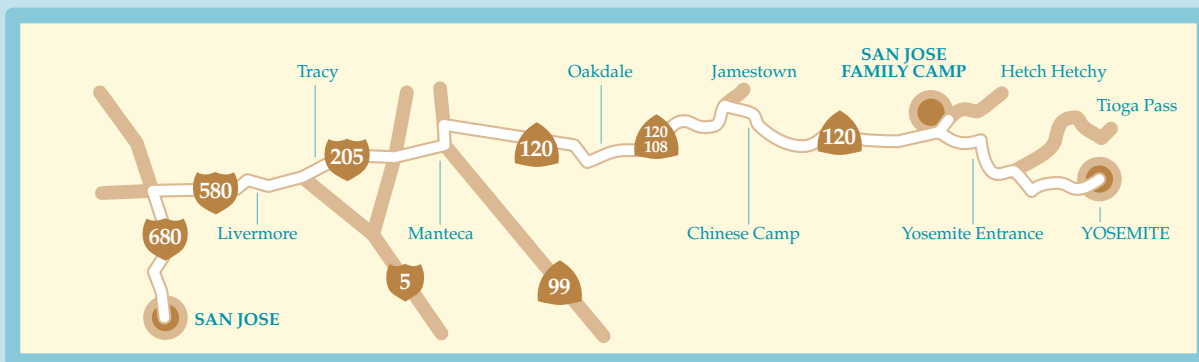 SAN JOSE
FAMILY CAMP
Tracy
Oakdale
Jamestown
Hetch Hetchy
Tioga Pass
120
108
120
120
205
580
680
Livermore
Manteca
Chinese Camp
Yosemite Entrance
YOSEMITE
5
99
SAN JOSE